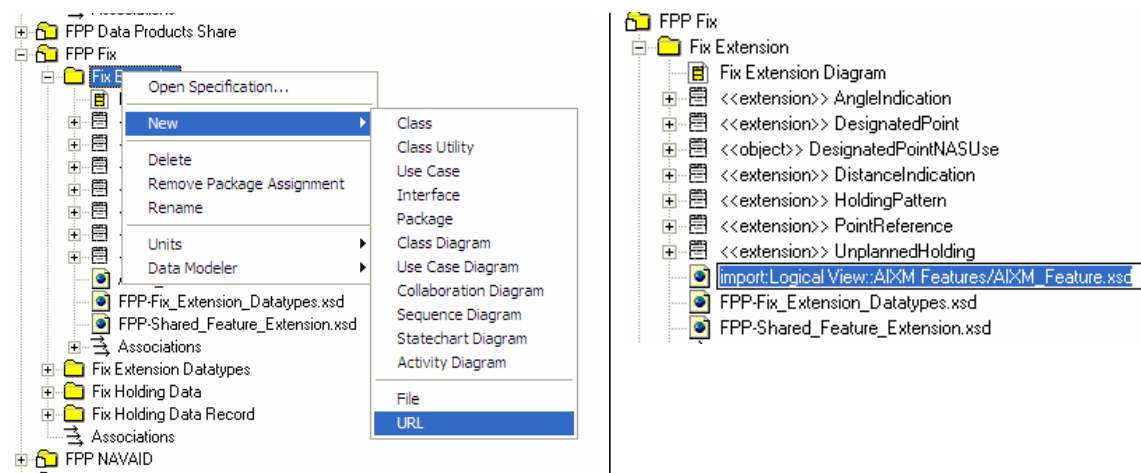 FPP Data Products Share
FPP Fix
Fix E
Open Specification...
New
Delete
Remove Package Assignment
Rename
Units
Data Modeler
Class
Class Utility
Use Case
Interface
Package
Class Diagram
Use Case Diagram
Collaboration Diagram
Sequence Diagram
Statechart Diagram
Activity Diagram
File
URL
FPP-Fix_Extension_Datatypes.xsd
FPP-Shared_Feature_Extension.xsd
Associations
Fix Extension Datatypes
Fix Holding Data
Fix Holding Data Record
Associations
FPP NAVAID
FPP Fix
Fix Extension
Fix Extension Diagram
<<extension>> AngleIndication
<<extension>> DesignatedPoint
<<object>> DesignatedPointNASUse
<<extension>> DistanceIndication
<<extension>> HoldingPattern
<<extension>> PointReference
<<extension>> UnplannedHolding
import:Logical View::AIXM Features/AIXM_Feature.xsd
FPP-Fix_Extension_Datatypes.xsd
FPP-Shared_Feature_Extension.xsd